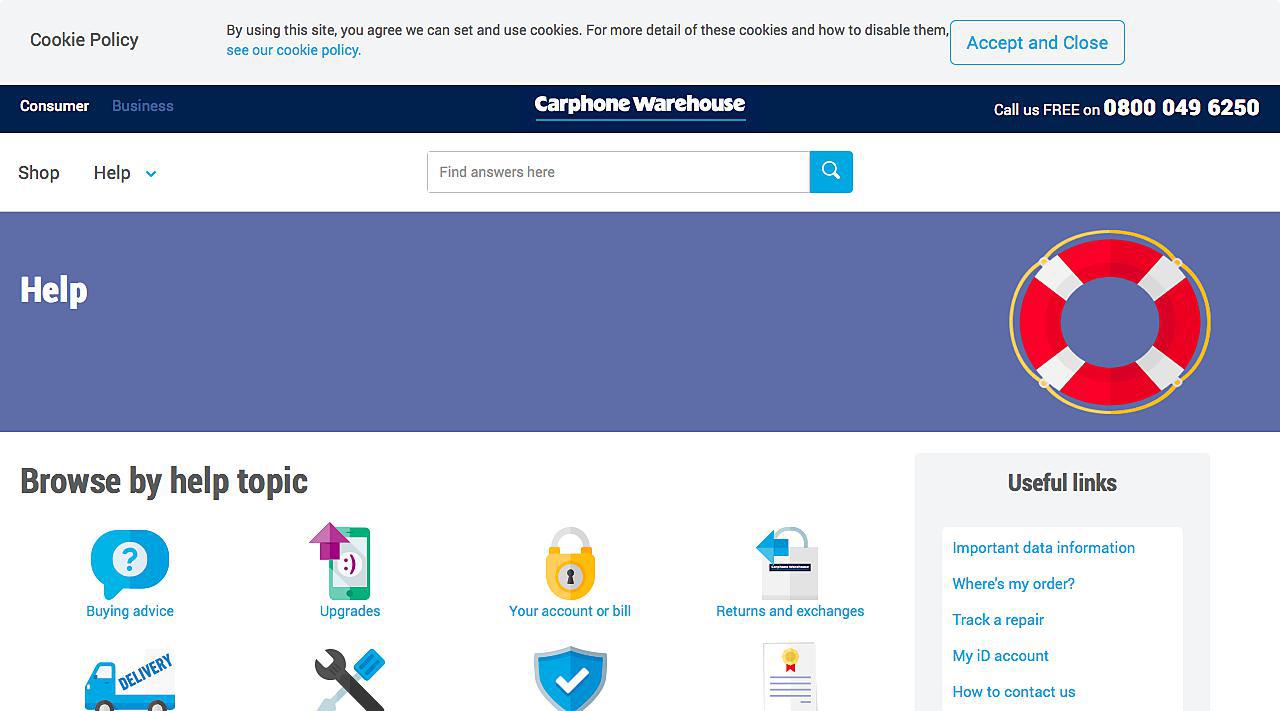 Cookie Policy
By using this site, you agree we can set and use cookies. For more detail of these cookies and how to disable them,
see our cookie policy.
Accept and Close
Consumer
Business
Carphone Warehouse
Call us FREE on 0800 049 6250
Shop
Help
Find answers here
Help
Browse by help topic
Useful links
Carphone Warehouse
Buying advice
Upgrades
Your account or bill
Returns and exchanges
DELIVERY
Important data information
Where's my order?
Track a repair
My iD account
How to contact us